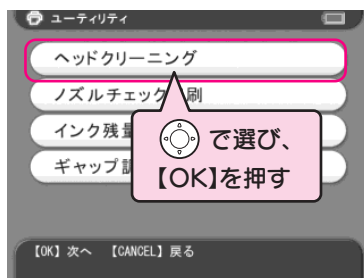 ユーティリティ
ヘッドクリーニング
ノズルチェック 刷
インク残量
ギャップ調
で選び、
【OK】を押す
【OK】次へ 【CANCEL】戻る